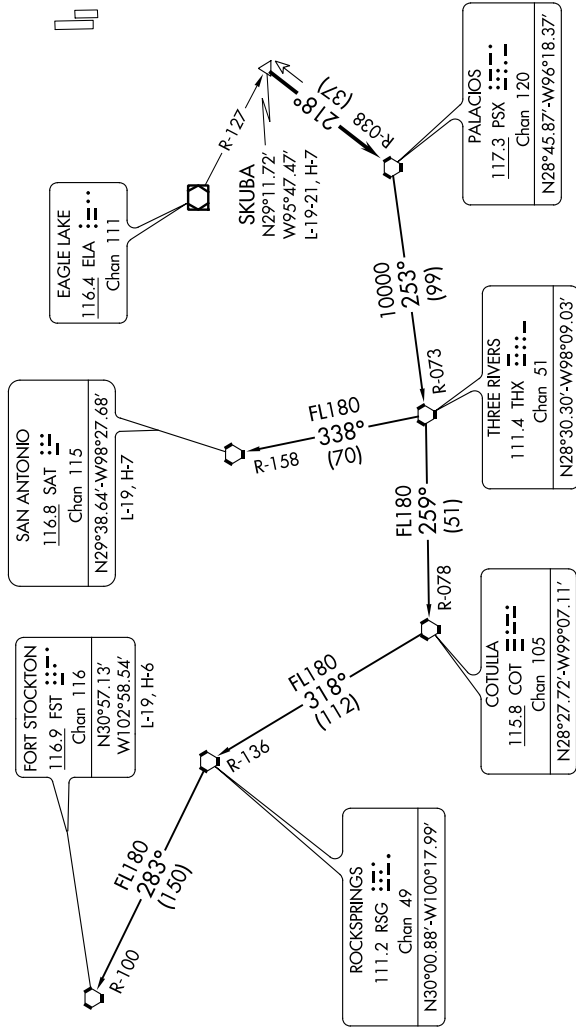 FORT STOCKTON
116.9 FST
Chan 116
N30°57.13'
W102°58.54'
L-19, H-6
SAN ANTONIO
116.8 SAT
Chan 115
N29°38.64'-W98°27.68'
L-19, H-7
EAGLE LAKE
116.4 ELA
Chan 111
R-127
SKUBA
N29°11.72'
W95°47.47'
L-19-21, H-7
218°
(37)
R-038
FL180
283°
(150)
R-100
R-136
FL180
318°
(112)
FL180
338°
(70)
R-158
10000
253°
(99)
R-073
FL180
259°
(51)
R-078
ROCKSPRINGS
111.2 RSG
Chan 49
N30°00.88'-W100°17.99'
COTULLA
115.8 COT
Chan 105
N28°27.72'-W99°07.11'
THREE RIVERS
111.4 THX
Chan 51
N28°30.30'-W98°09.03'
PALACIOS
117.3 PSX
Chan 120
N28°45.87'-W96°18.37'